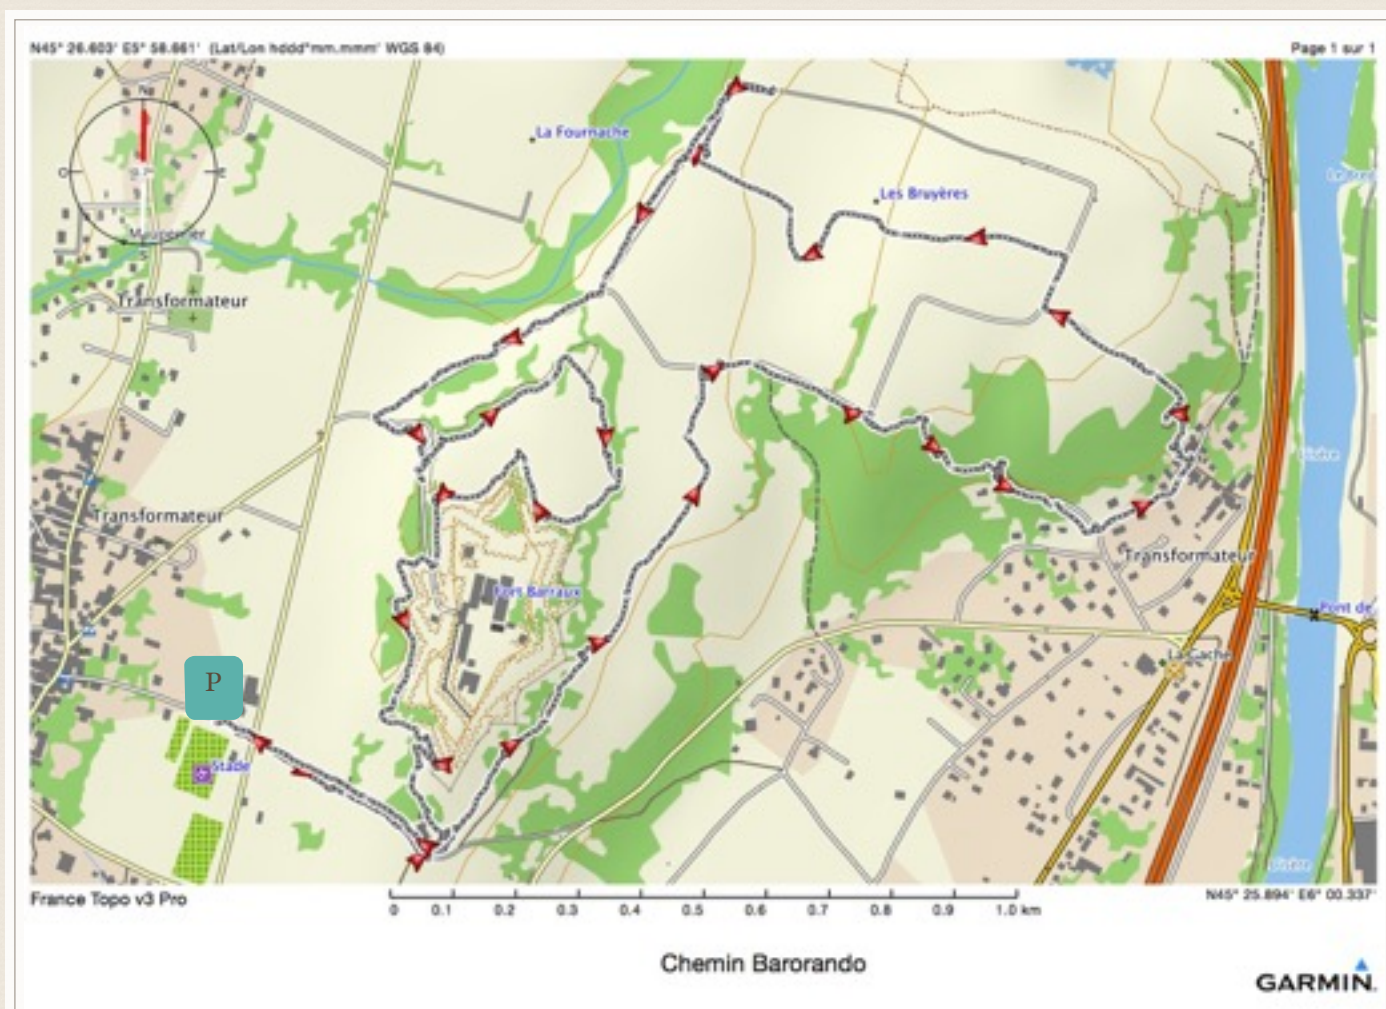 N45° 26.603' E5° 58.661' (Lat/Lon hddd°mm.mmm' WGS 84)
Page 1 sur 1
N
La Fournache
O
E
Les Bruyères
S
Transformateur
l'Isère
Transformateur
Transformateur
Fort Barraux
Pont de
La Gache
P
Stade
l'Isère
France Topo v3 Pro
N45° 25.894' E6° 00.337'
0 0.1 0.2 0.3 0.4 0.5 0.6 0.7 0.8 0.9 1.0 km
Chemin Barorando
GARMIN.